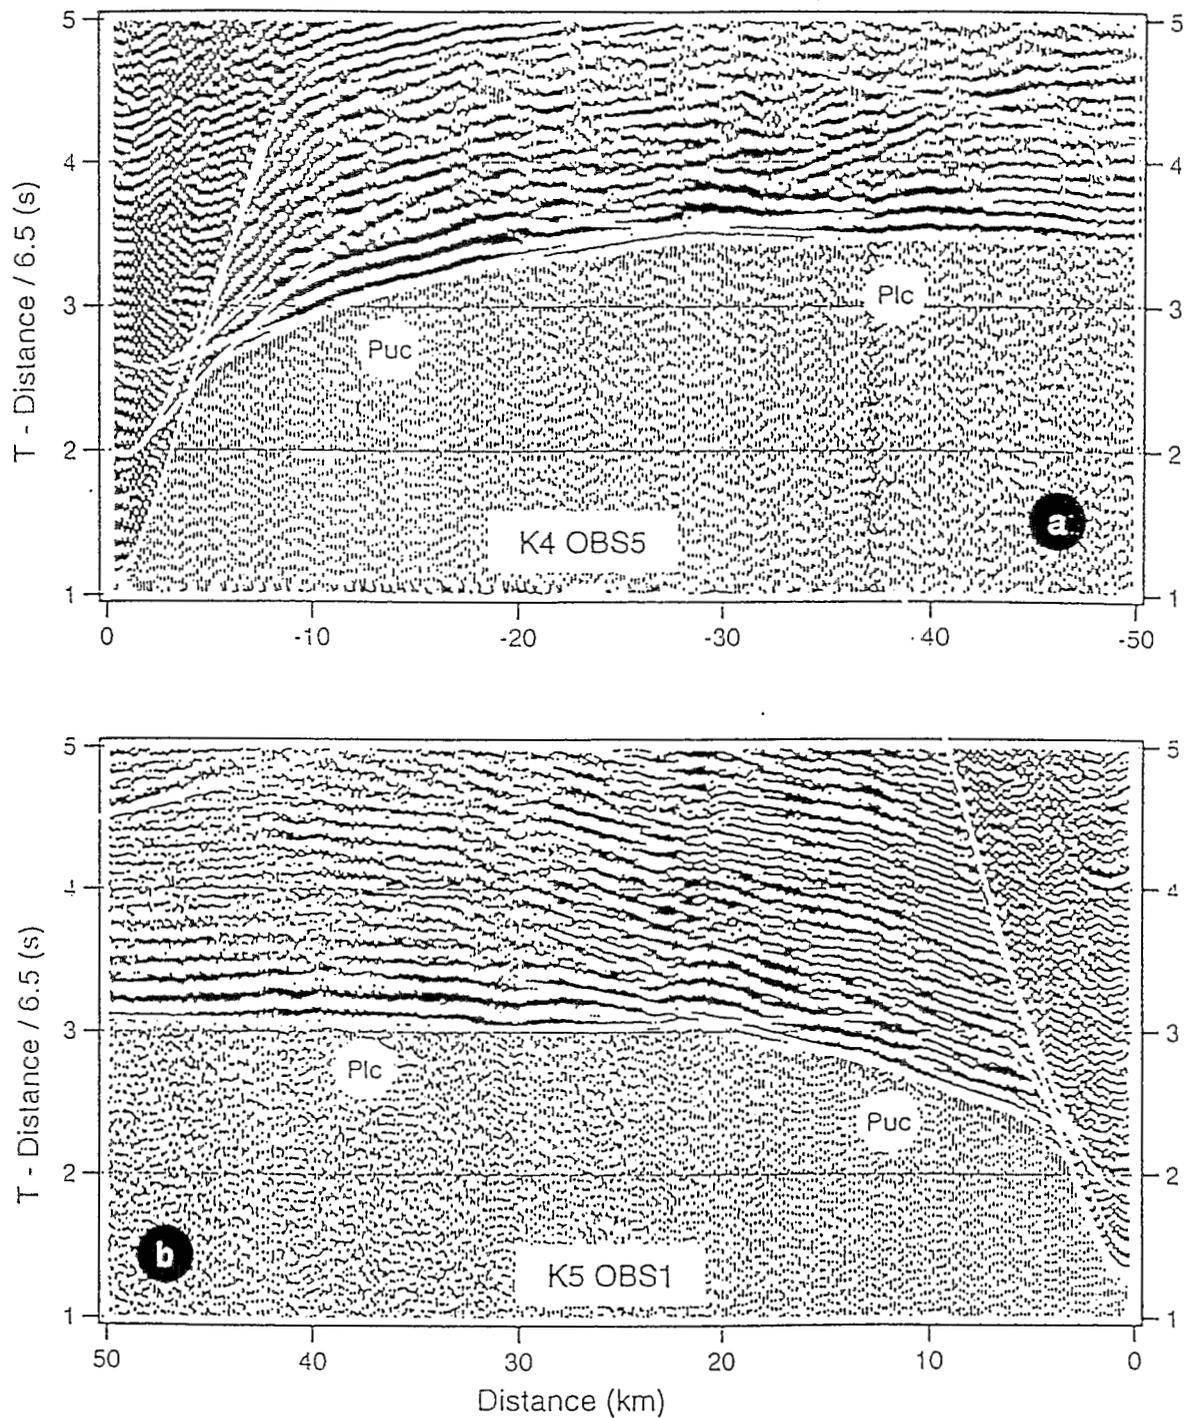 T - Distance / 6.5 (s)
5 5
4 4
3 3
2 2
1 1
Plc
Puc
a
K4 OBS5
0 -10 -20 -30 -40 -50
T - Distance / 6.5 (s)
5 5
4 4
3 3
2 2
1 1
Plc
Puc
b
K5 OBS1
50 40 30 20 10 0
Distance (km)